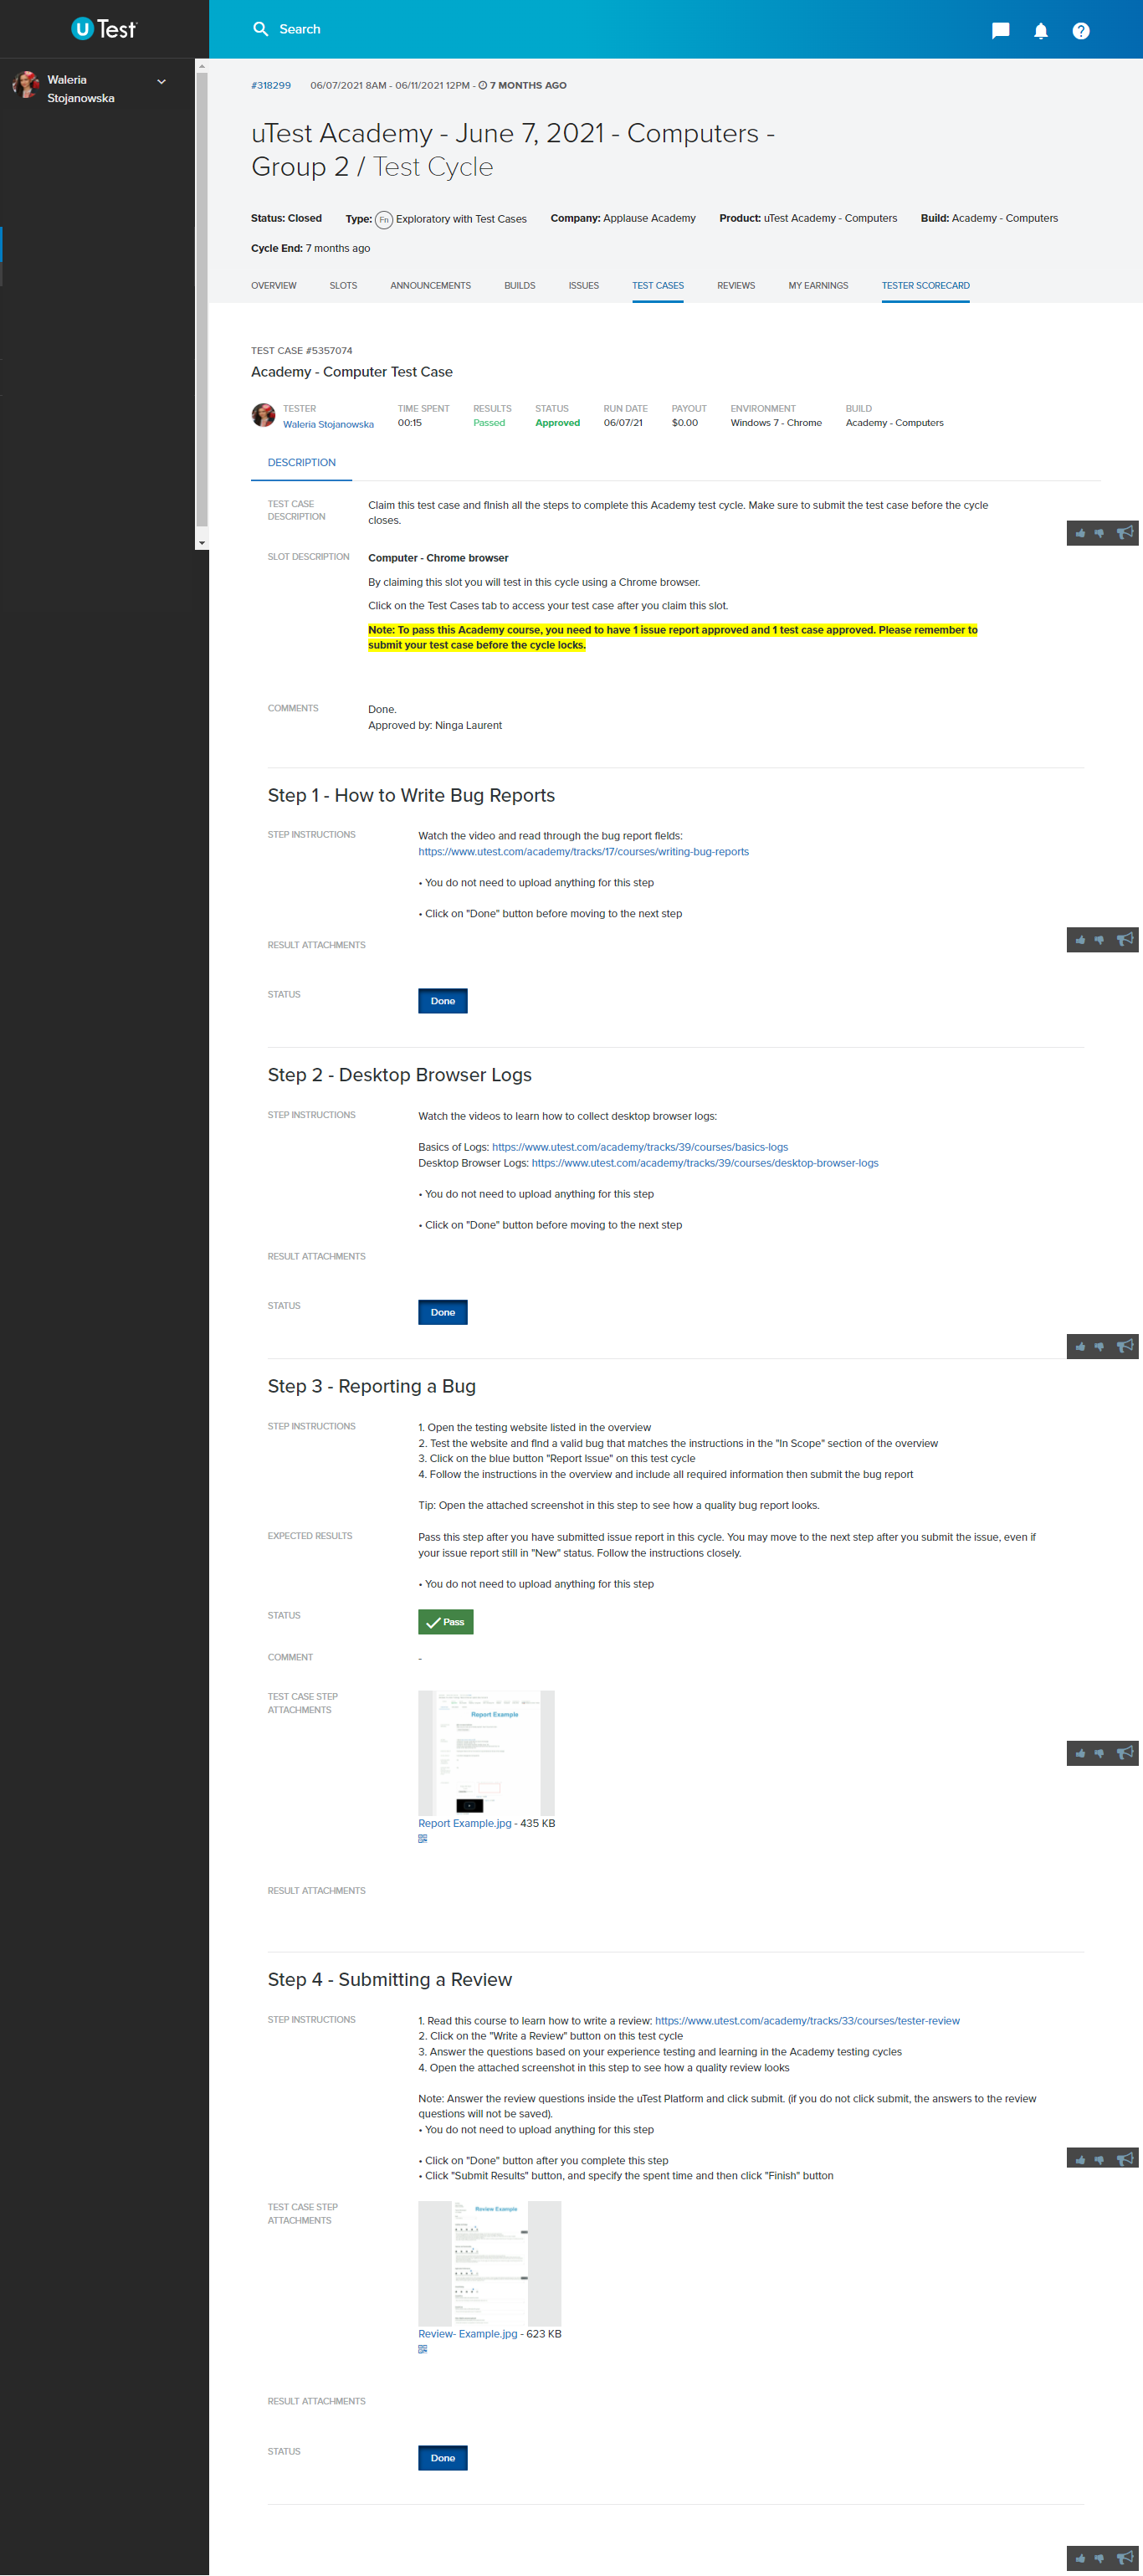 uTest
Search
Waleria
Stojanowska
#318299 06/07/2021 8AM - 06/11/2021 12PM - 7 MONTHS AGO
uTest Academy - June 7, 2021 - Computers -
Group 2 / Test Cycle
Status: Closed Type: Fn Exploratory with Test Cases Company: Applause Academy Product: uTest Academy - Computers Build: Academy - Computers
Cycle End: 7 months ago
OVERVIEW SLOTS ANNOUNCEMENTS BUILDS ISSUES TEST CASES REVIEWS MY EARNINGS TESTER SCORECARD
TEST CASE #5357074
Academy - Computer Test Case
TESTER TIME SPENT RESULTS STATUS RUN DATE PAYOUT ENVIRONMENT BUILD
Waleria Stojanowska 00:15 Passed Approved 06/07/21 $0.00 Windows 7 - Chrome Academy - Computers
DESCRIPTION
TEST CASE
DESCRIPTION
Claim this test case and finish all the steps to complete this Academy test cycle. Make sure to submit the test case before the cycle
closes.
SLOT DESCRIPTION
Computer - Chrome browser
By claiming this slot you will test in this cycle using a Chrome browser.
Click on the Test Cases tab to access your test case after you claim this slot.
Note: To pass this Academy course, you need to have 1 issue report approved and 1 test case approved. Please remember to
submit your test case before the cycle locks.
COMMENTS
Done.
Approved by: Ninga Laurent
Step 1 - How to Write Bug Reports
STEP INSTRUCTIONS
Watch the video and read through the bug report fields:
https://www.utest.com/academy/tracks/17/courses/writing-bug-reports
• You do not need to upload anything for this step
• Click on "Done" button before moving to the next step
RESULT ATTACHMENTS
STATUS
Done
Step 2 - Desktop Browser Logs
STEP INSTRUCTIONS
Watch the videos to learn how to collect desktop browser logs:
Basics of Logs: https://www.utest.com/academy/tracks/39/courses/basics-logs
Desktop Browser Logs: https://www.utest.com/academy/tracks/39/courses/desktop-browser-logs
• You do not need to upload anything for this step
• Click on "Done" button before moving to the next step
RESULT ATTACHMENTS
STATUS
Done
Step 3 - Reporting a Bug
STEP INSTRUCTIONS
1. Open the testing website listed in the overview
2. Test the website and find a valid bug that matches the instructions in the "In Scope" section of the overview
3. Click on the blue button "Report Issue" on this test cycle
4. Follow the instructions in the overview and include all required information then submit the bug report
Tip: Open the attached screenshot in this step to see how a quality bug report looks.
EXPECTED RESULTS
Pass this step after you have submitted issue report in this cycle. You may move to the next step after you submit the issue, even if
your issue report still in "New" status. Follow the instructions closely.
• You do not need to upload anything for this step
STATUS
Pass
COMMENT
-
TEST CASE STEP
ATTACHMENTS
Report Example
Report Example.jpg - 435 KB
RESULT ATTACHMENTS
Step 4 - Submitting a Review
STEP INSTRUCTIONS
1. Read this course to learn how to write a review: https://www.utest.com/academy/tracks/33/courses/tester-review
2. Click on the "Write a Review" button on this test cycle
3. Answer the questions based on your experience testing and learning in the Academy testing cycles
4. Open the attached screenshot in this step to see how a quality review looks
Note: Answer the review questions inside the uTest Platform and click submit. (if you do not click submit, the answers to the review
questions will not be saved).
• You do not need to upload anything for this step
• Click on "Done" button after you complete this step
• Click "Submit Results" button, and specify the spent time and then click "Finish" button
TEST CASE STEP
ATTACHMENTS
Review Example
Review- Example.jpg - 623 KB
RESULT ATTACHMENTS
STATUS
Done